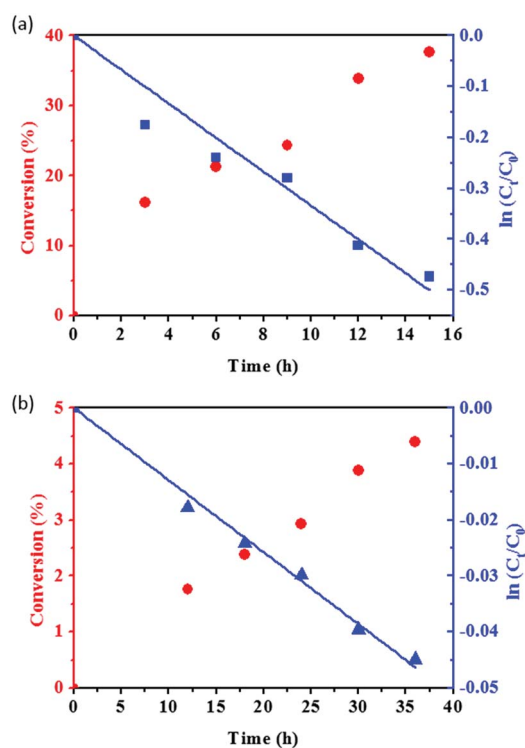 (a)
40
30
20
10
0
Conversion (%)
0.0
-0.1
-0.2
-0.3
-0.4
-0.5
ln (Ct/C0)
0 2 4 6 8 10 12 14 16
Time (h)
(b)
5
4
3
2
1
0
Conversion (%)
0.00
-0.01
-0.02
-0.03
-0.04
-0.05
ln (Ct/C0)
0 5 10 15 20 25 30 35 40
Time (h)